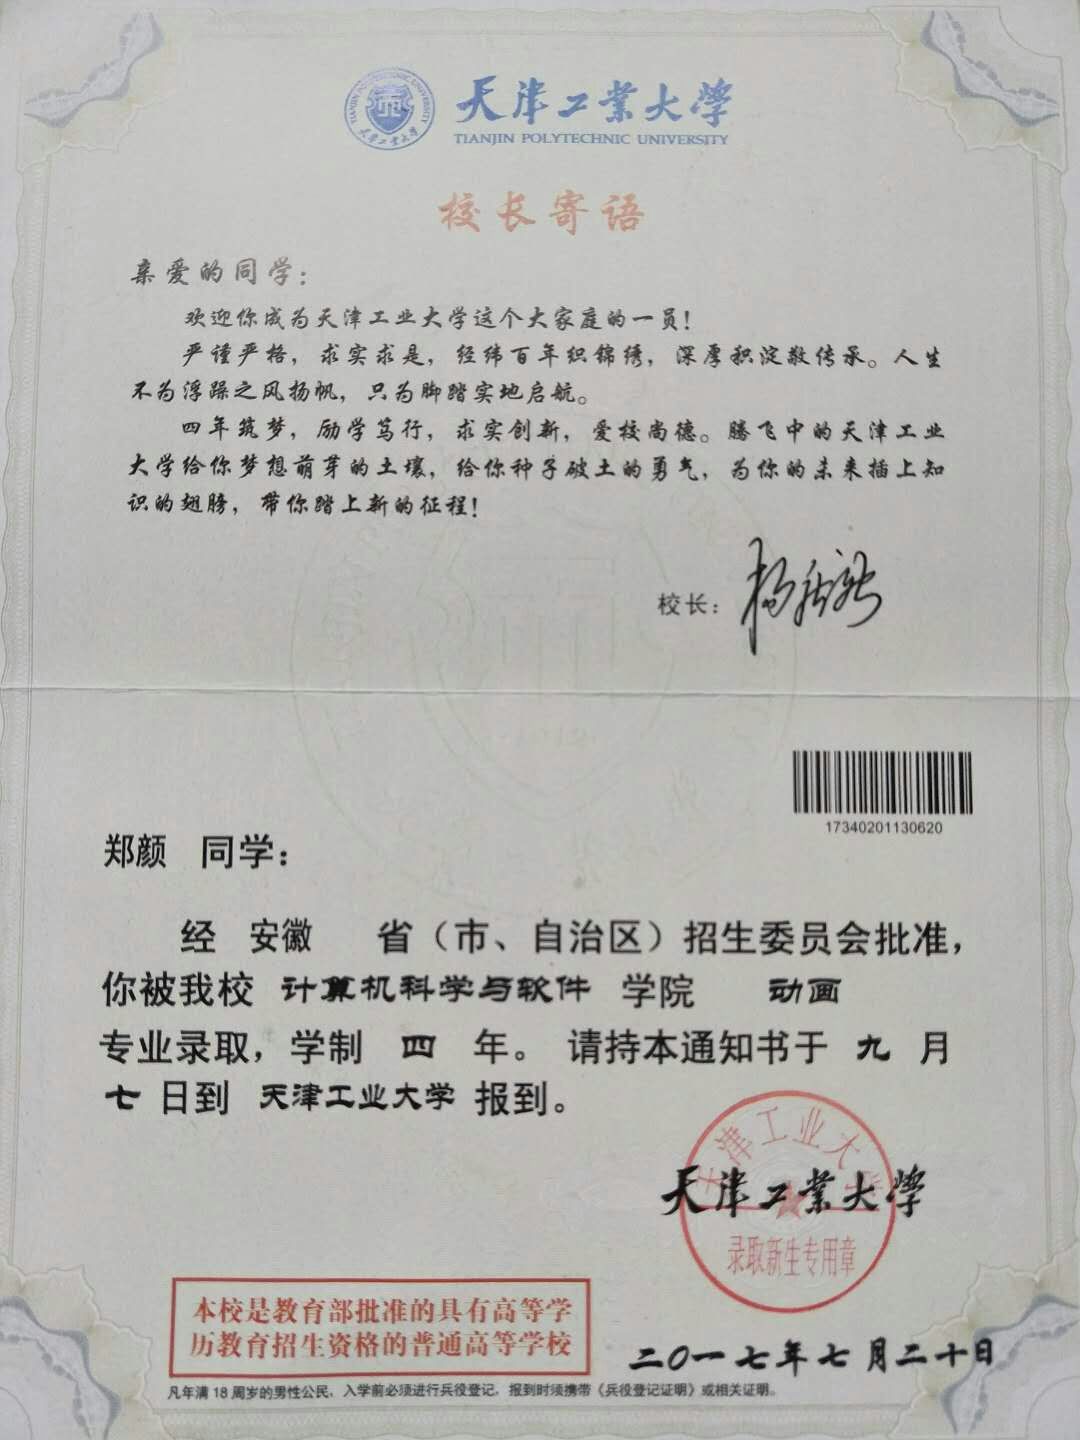 天津工業大學
TIANJIN POLYTECHNIC UNIVERSITY
校长寄语
亲爱的同学：
欢迎你成为天津工业大学这个大家庭的一员！
严谨严格，求实求是，经纬百年织锦绣，深厚积淀散传承。人生
不为浮躁之风扬帆，只为脚踏实地启航。
四年筑梦，励学笃行，求实创新，爱校尚德。腾飞中的天津工业
大学给你梦想萌芽的土壤，给你种子破土的勇气，为你的未来插上知
识的翅膀，带你踏上新的征程！
校长：
17340201130620
郑颜 同学：
经 安徽 省（市、自治区）招生委员会批准，
你被我校 计算机科学与软件 学院 动画
专业录取，学制 四 年。 请持本通知书于 九 月
七 日到 天津工业大学 报到。
天津工业大学
天津工業大學
录取新生专用章
本校是教育部批准的具有高等学
历教育招生资格的普通高等学校
二〇一七年七月二十日
凡年满18周岁的男性公民，入学前必须进行兵役登记，报到时须携带《兵役登记证明》或相关证明。